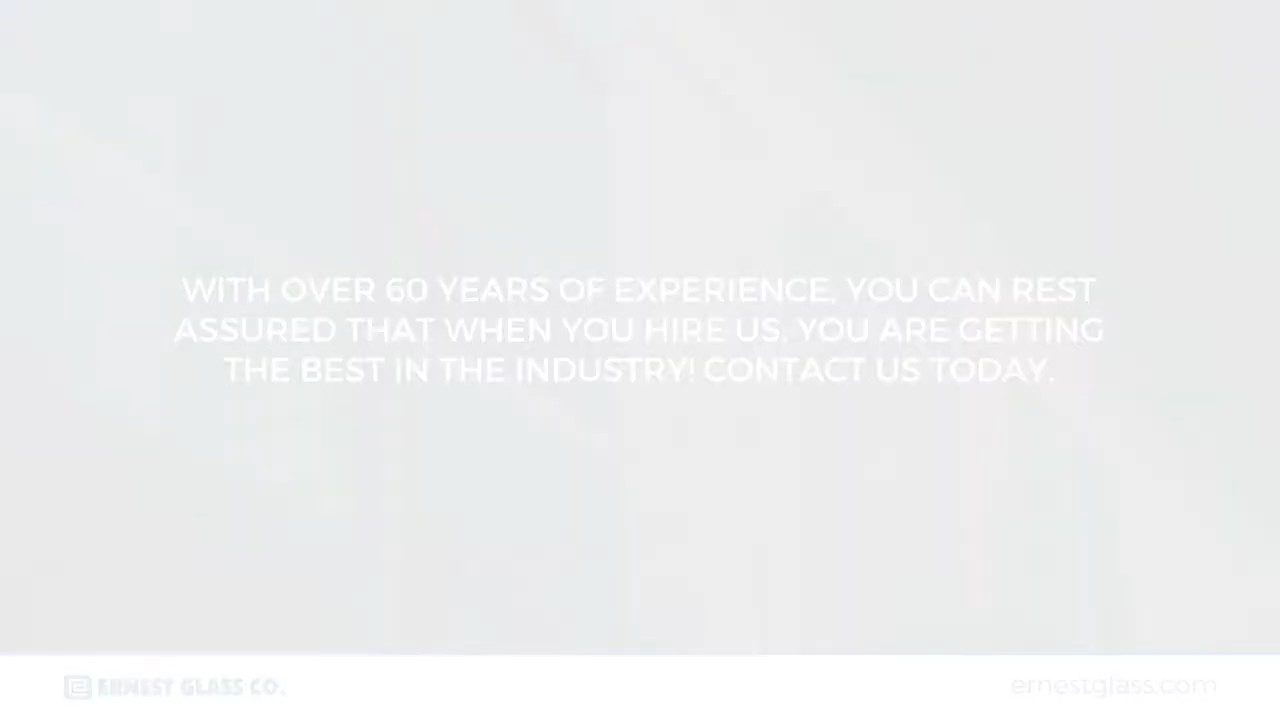 WITH OVER 60 YEARS OF EXPERIENCE, YOU CAN REST
ASSURED THAT WHEN YOU HIRE US, YOU ARE GETTING
THE BEST IN THE INDUSTRY! CONTACT US TODAY.
ERNEST GLASS CO.
ernestglass.com